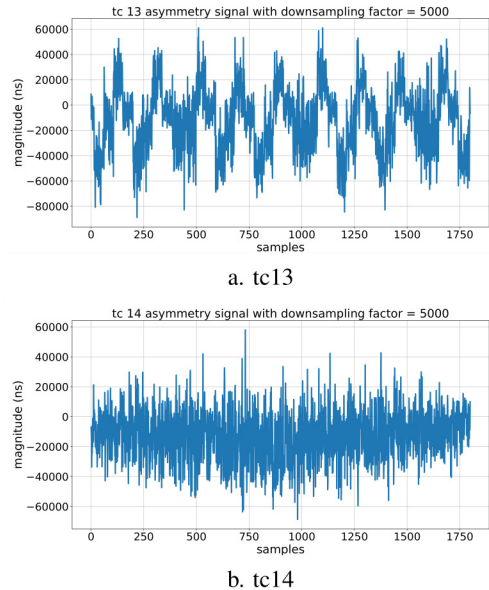 tc 13 asymmetry signal with downsampling factor = 5000
60000
40000
20000
0
−20000
−40000
−60000
−80000
magnitude (ns)
0 250 500 750 1000 1250 1500 1750
samples
a. tc13
tc 14 asymmetry signal with downsampling factor = 5000
60000
40000
20000
0
−20000
−40000
−60000
magnitude (ns)
0 250 500 750 1000 1250 1500 1750
samples
b. tc14